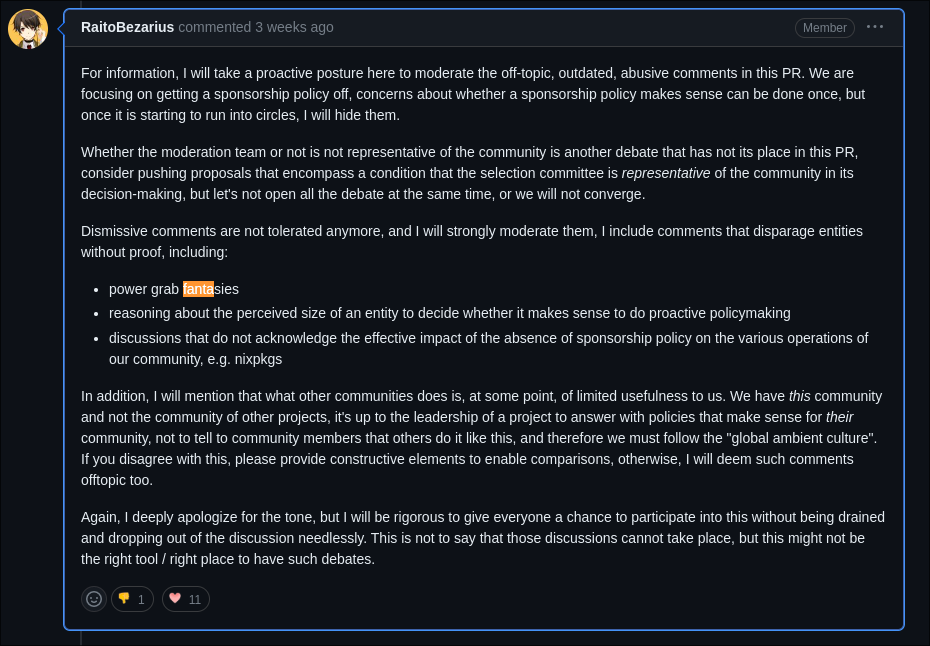 RaitoBezarius commented 3 weeks ago
Member
For information, I will take a proactive posture here to moderate the off-topic, outdated, abusive comments in this PR. We are
focusing on getting a sponsorship policy off, concerns about whether a sponsorship policy makes sense can be done once, but
once it is starting to run into circles, I will hide them.
Whether the moderation team or not is not representative of the community is another debate that has not its place in this PR,
consider pushing proposals that encompass a condition that the selection committee is representative of the community in its
decision-making, but let's not open all the debate at the same time, or we will not converge.
Dismissive comments are not tolerated anymore, and I will strongly moderate them, I include comments that disparage entities
without proof, including:
• power grab fantasies
• reasoning about the perceived size of an entity to decide whether it makes sense to do proactive policymaking
• discussions that do not acknowledge the effective impact of the absence of sponsorship policy on the various operations of
our community, e.g. nixpkgs
In addition, I will mention that what other communities does is, at some point, of limited usefulness to us. We have this community
and not the community of other projects, it's up to the leadership of a project to answer with policies that make sense for their
community, not to tell to community members that others do it like this, and therefore we must follow the "global ambient culture".
If you disagree with this, please provide constructive elements to enable comparisons, otherwise, I will deem such comments
offtopic too.
Again, I deeply apologize for the tone, but I will be rigorous to give everyone a chance to participate into this without being drained
and dropping out of the discussion needlessly. This is not to say that those discussions cannot take place, but this might not be
the right tool / right place to have such debates.
1
11